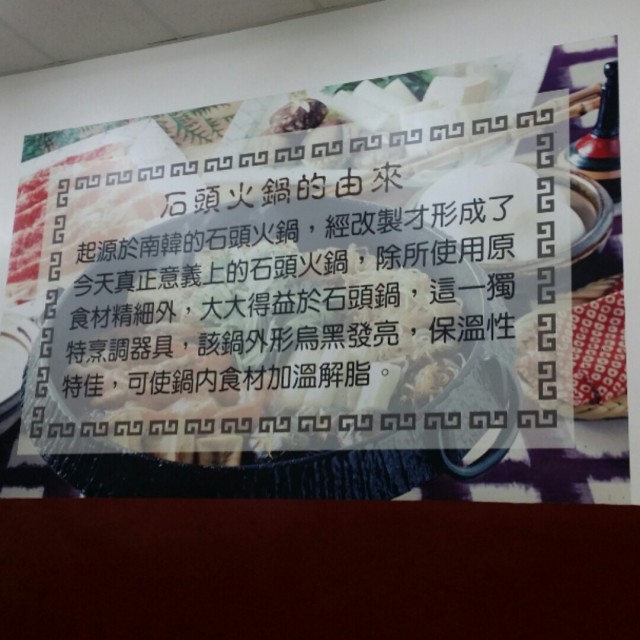 石頭火鍋的由來
起源於南韓的石頭火鍋，經改製才形成了
今天真正意義上的石頭火鍋，除所使用原
食材精細外，大大得益於石頭鍋，這一獨
特烹調器具，該鍋外形烏黑發亮，保溫性
特佳，可使鍋內食材加溫解脂。